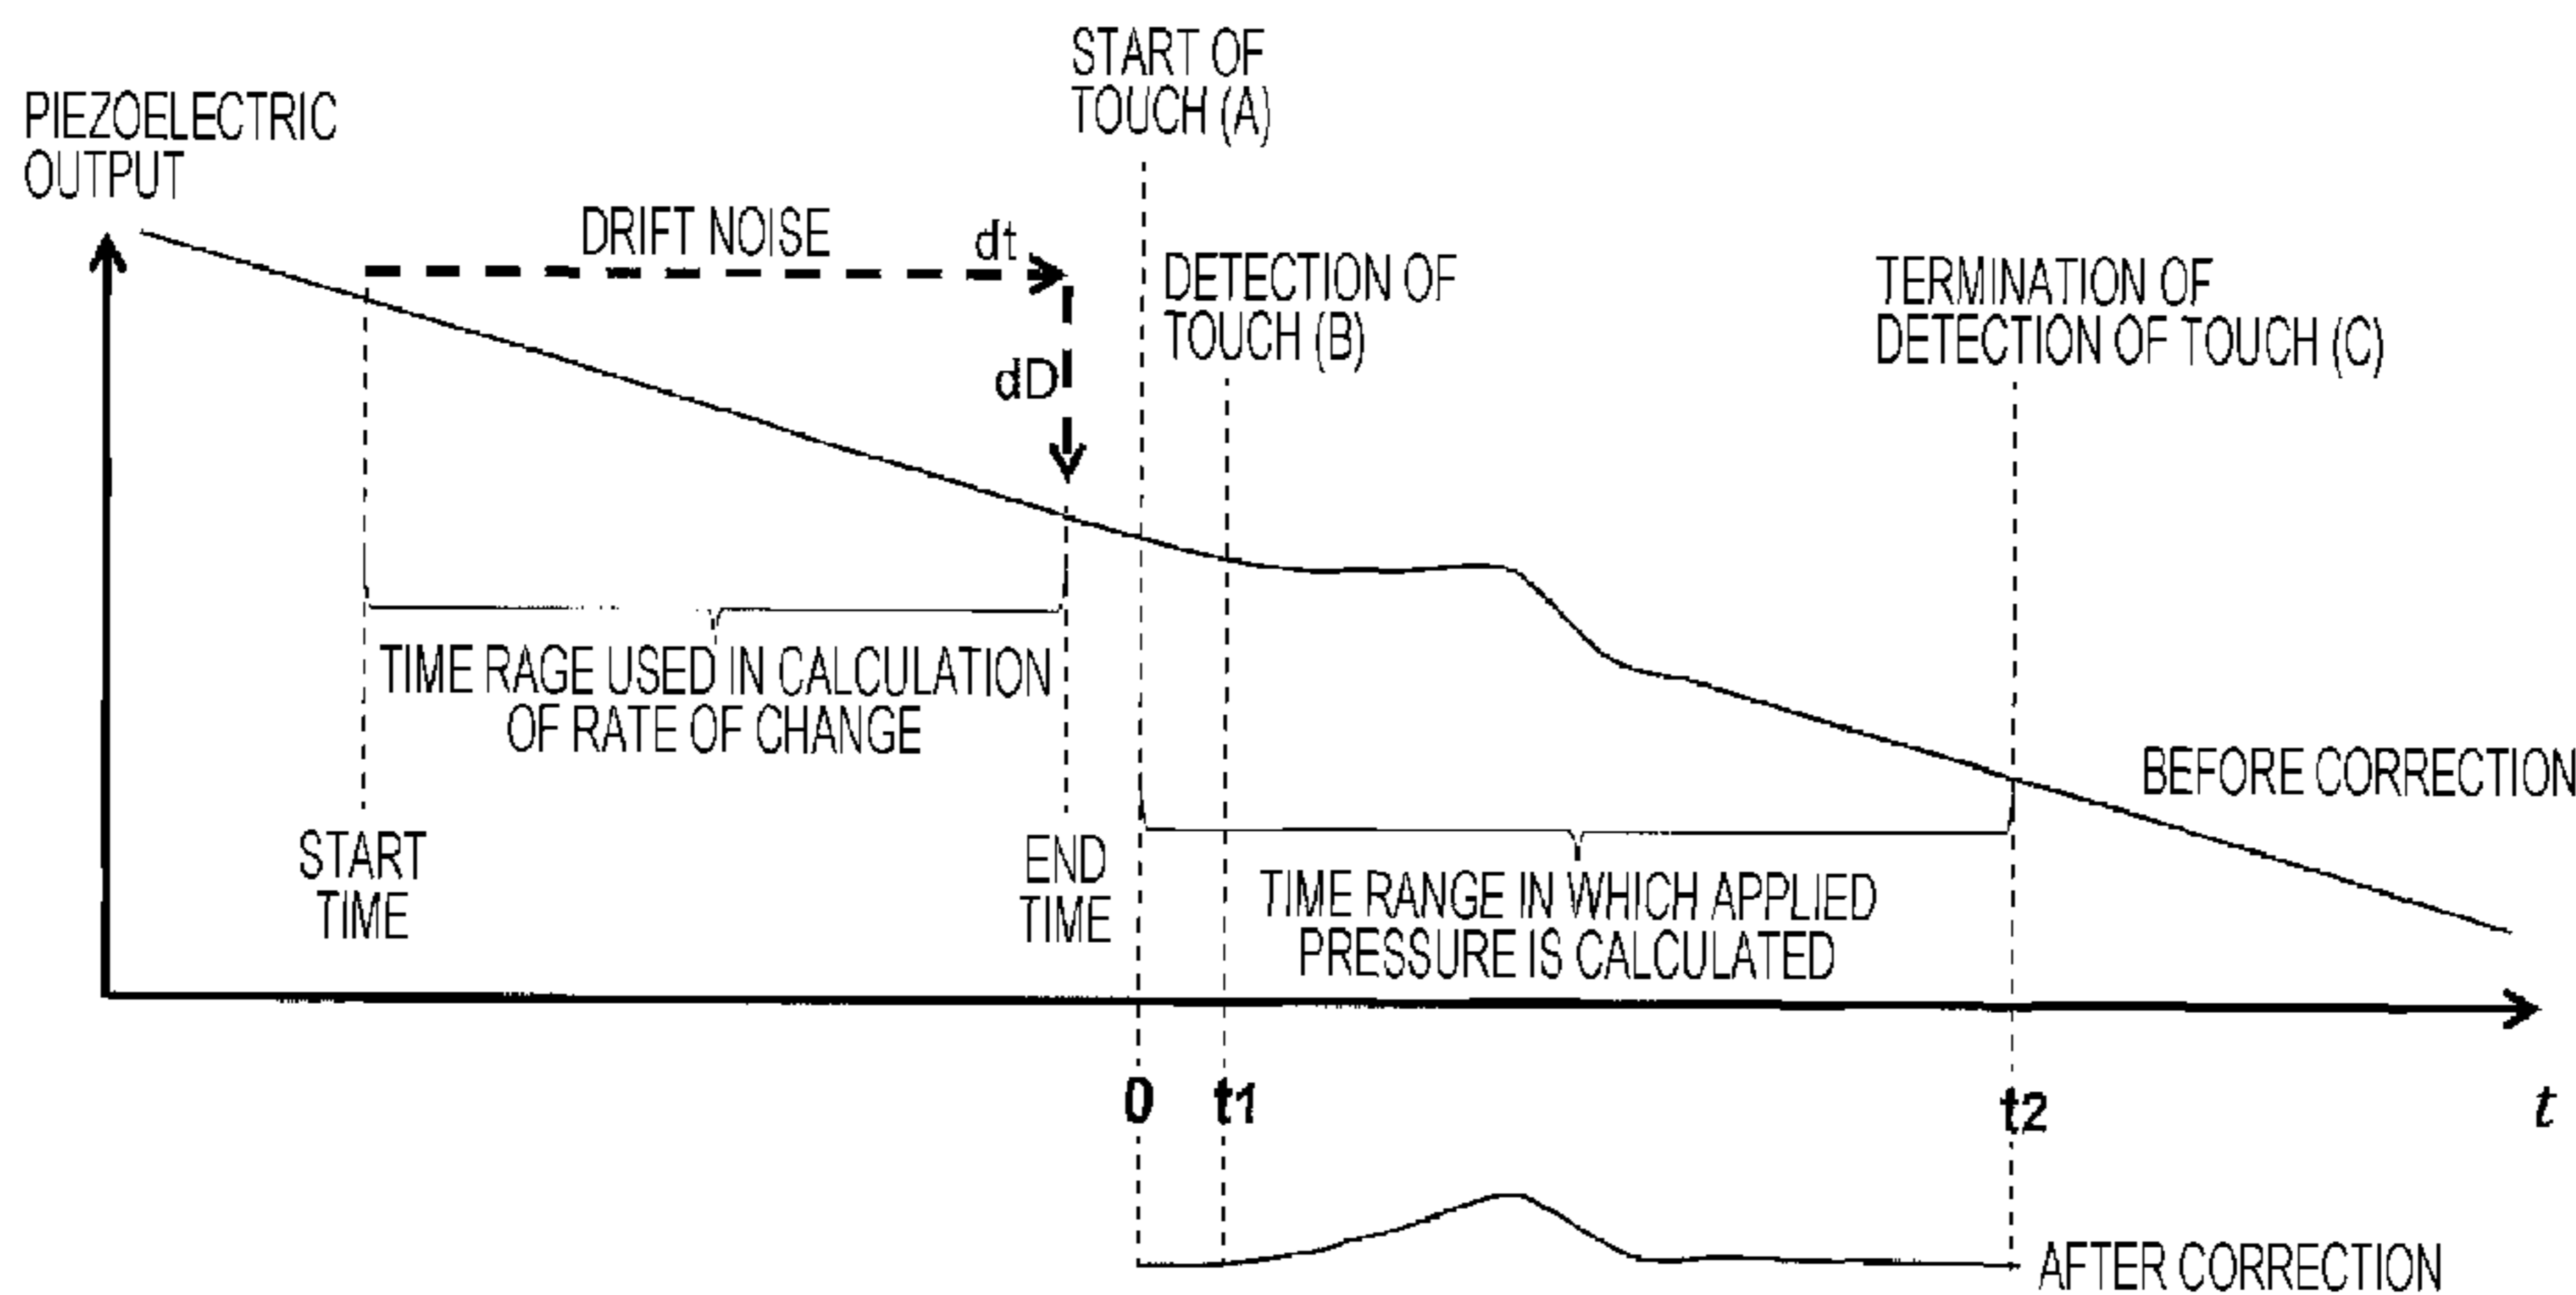 START OF
TOUCH (A)
PIEZOELECTRIC
OUTPUT
DRIFT NOISE
dt
dD
DETECTION OF
TOUCH (B)
TERMINATION OF
DETECTION OF TOUCH (C)
TIME RAGE USED IN CALCULATION
OF RATE OF CHANGE
BEFORE CORRECTION
START
TIME
END
TIME
TIME RANGE IN WHICH APPLIED
PRESSURE IS CALCULATED
0
t1
t2
t
AFTER CORRECTION